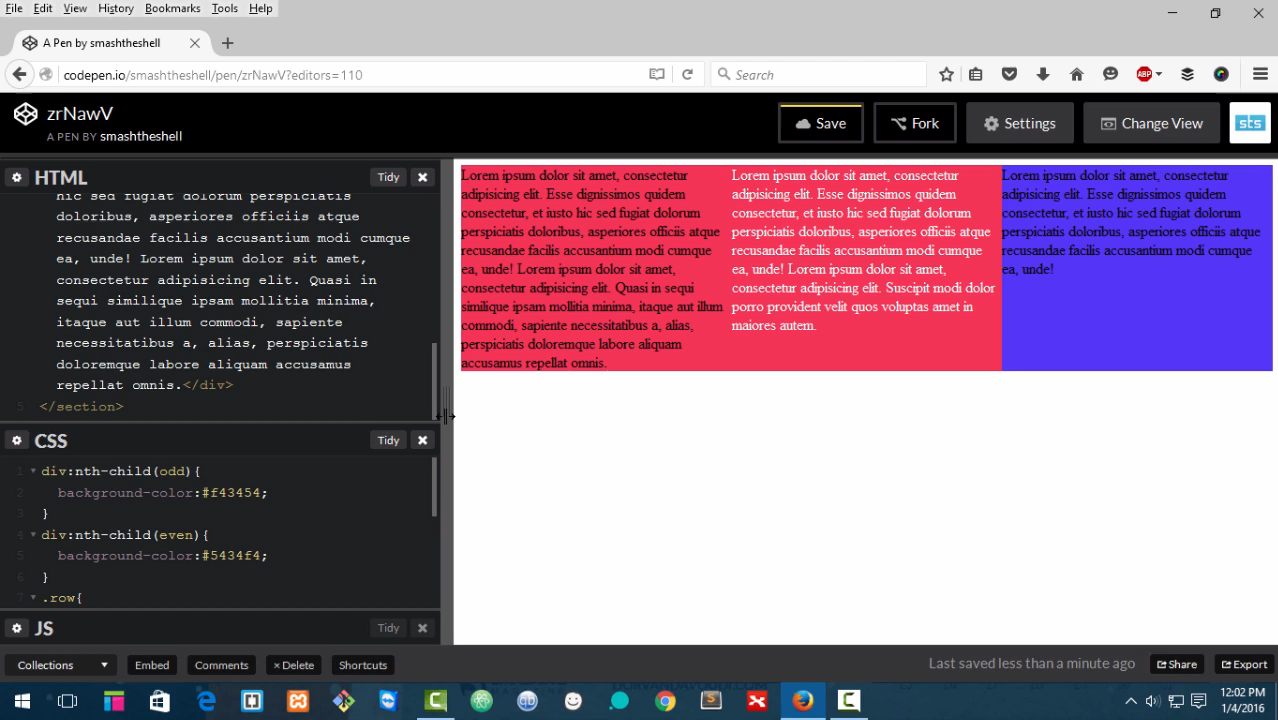 File Edit View History Bookmarks Tools Help
A Pen by smashtheshell
codepen.io/smashtheshell/pen/zrNawV?editors=110
Search
ABP
zrNawV
A PEN BY smashtheshell
Save
Fork
Settings
Change View
sts
HTML
Tidy
hic sed fugiat dolorum perspiciatis
doloribus, asperiores officiis atque
recusandae facilis accusantium modi cumque
ea, unde! Lorem ipsum dolor sit amet,
consectetur adipisicing elit. Quasi in
sequi similique ipsam mollitia minima,
itaque aut illum commodi, sapiente
necessitatibus a, alias, perspiciatis
doloremque labore aliquam accusamus
repellat omnis.</div>
5 </section>
CSS
Tidy
1 div:nth-child(odd){
2 background-color:#f43454;
3 }
4 div:nth-child(even){
5 background-color:#5434f4;
6 }
7 .row{
JS
Tidy
Lorem ipsum dolor sit amet, consectetur
adipisicing elit. Esse dignissimos quidem
consectetur, et iusto hic sed fugiat dolorum
perspiciatis doloribus, asperiores officiis atque
recusandae facilis accusantium modi cumque
ea, unde! Lorem ipsum dolor sit amet,
consectetur adipisicing elit. Quasi in sequi
similique ipsam mollitia minima, itaque aut illum
commodi, sapiente necessitatibus a, alias,
perspiciatis doloremque labore aliquam
accusamus repellat omnis.
Lorem ipsum dolor sit amet, consectetur
adipisicing elit. Esse dignissimos quidem
consectetur, et iusto hic sed fugiat dolorum
perspiciatis doloribus, asperiores officiis atque
recusandae facilis accusantium modi cumque
ea, unde! Lorem ipsum dolor sit amet,
consectetur adipisicing elit. Suscipit modi dolor
porro provident velit quos voluptas amet in
maiores autem.
Lorem ipsum dolor sit amet, consectetur
adipisicing elit. Esse dignissimos quidem
consectetur, et iusto hic sed fugiat dolorum
perspiciatis doloribus, asperiores officiis atque
recusandae facilis accusantium modi cumque
ea, unde!
Collections
Embed
Comments
× Delete
Shortcuts
Last saved less than a minute ago
Share
Export
12:02 PM
1/4/2016